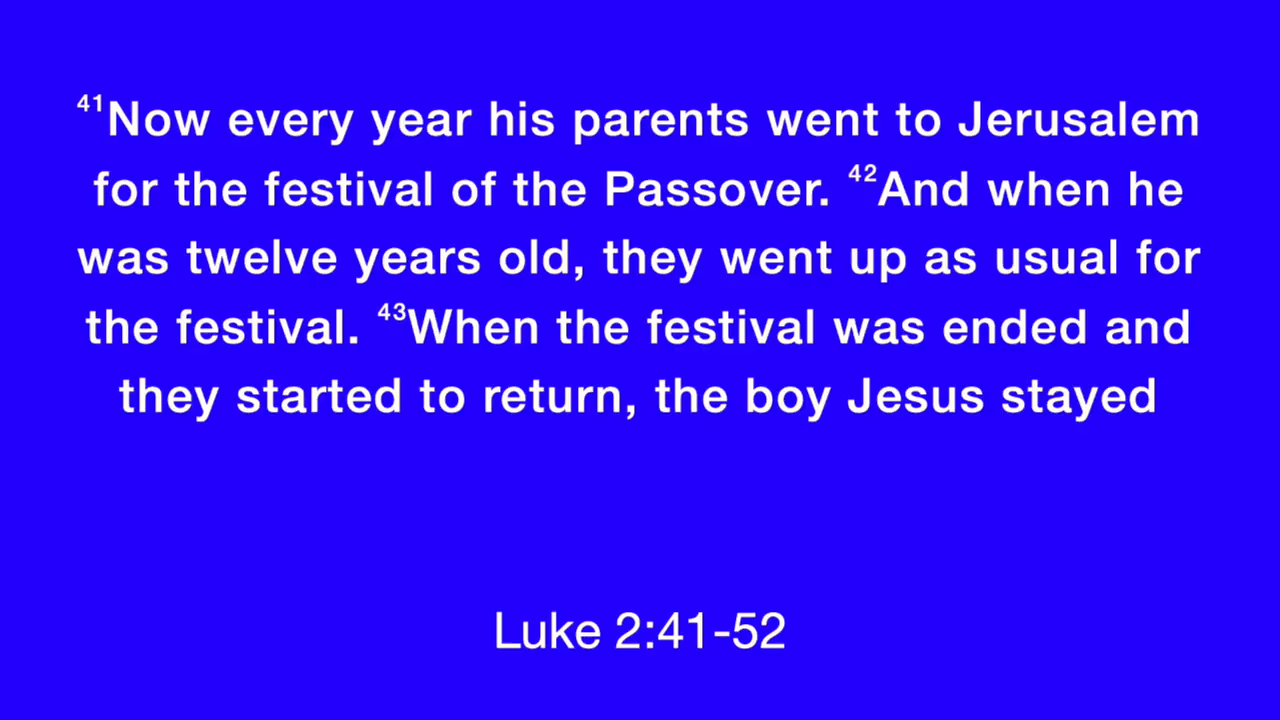 41Now every year his parents went to Jerusalem
for the festival of the Passover. 42And when he
was twelve years old, they went up as usual for
the festival. 43When the festival was ended and
they started to return, the boy Jesus stayed
Luke 2:41-52